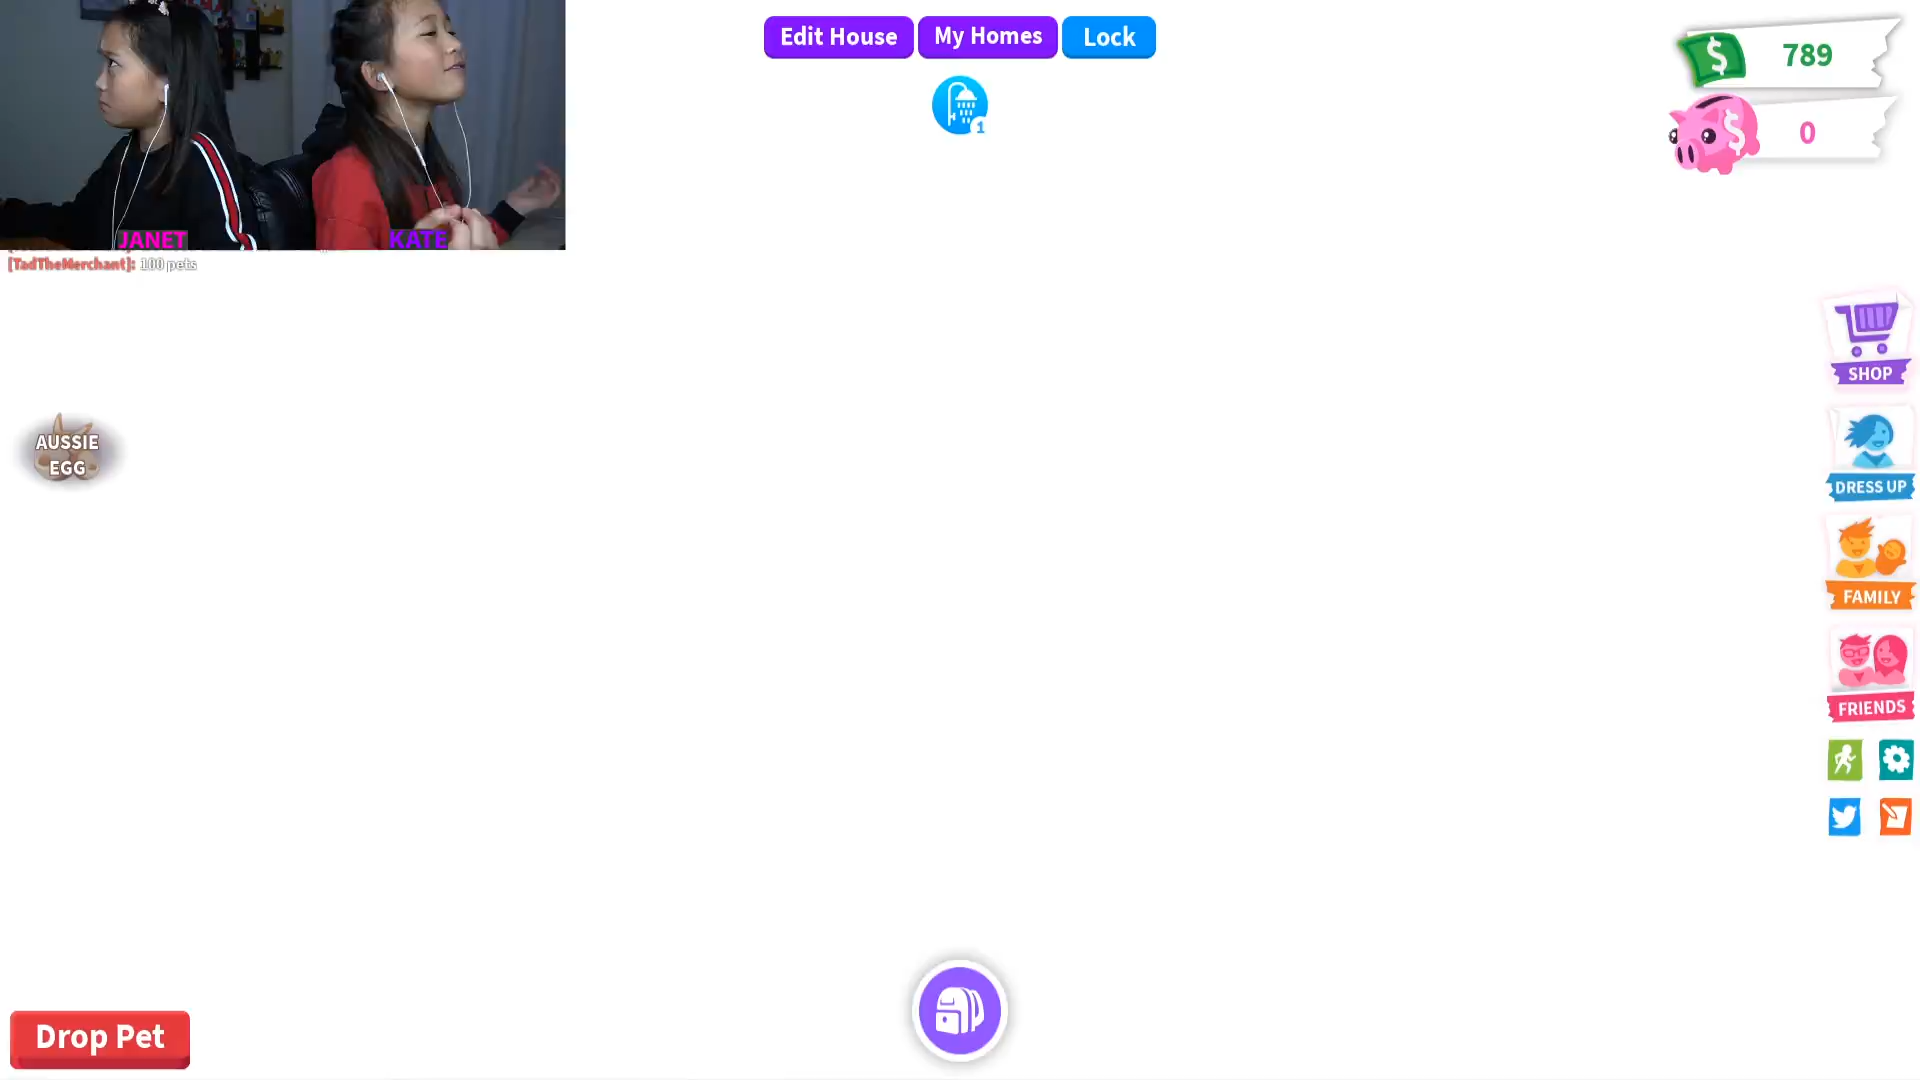 Edit House
My Homes
Lock
789
1
0
JANET
KATE
[TadTheMerchant]: 100 pets
SHOP
AUSSIE
EGG
DRESS UP
FAMILY
FRIENDS
Drop Pet